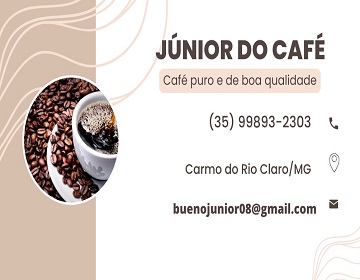 JÚNIOR DO CAFÉ
Café puro e de boa qualidade
(35) 99893-2303
Carmo do Rio Claro/MG
buenojunior08@gmail.com